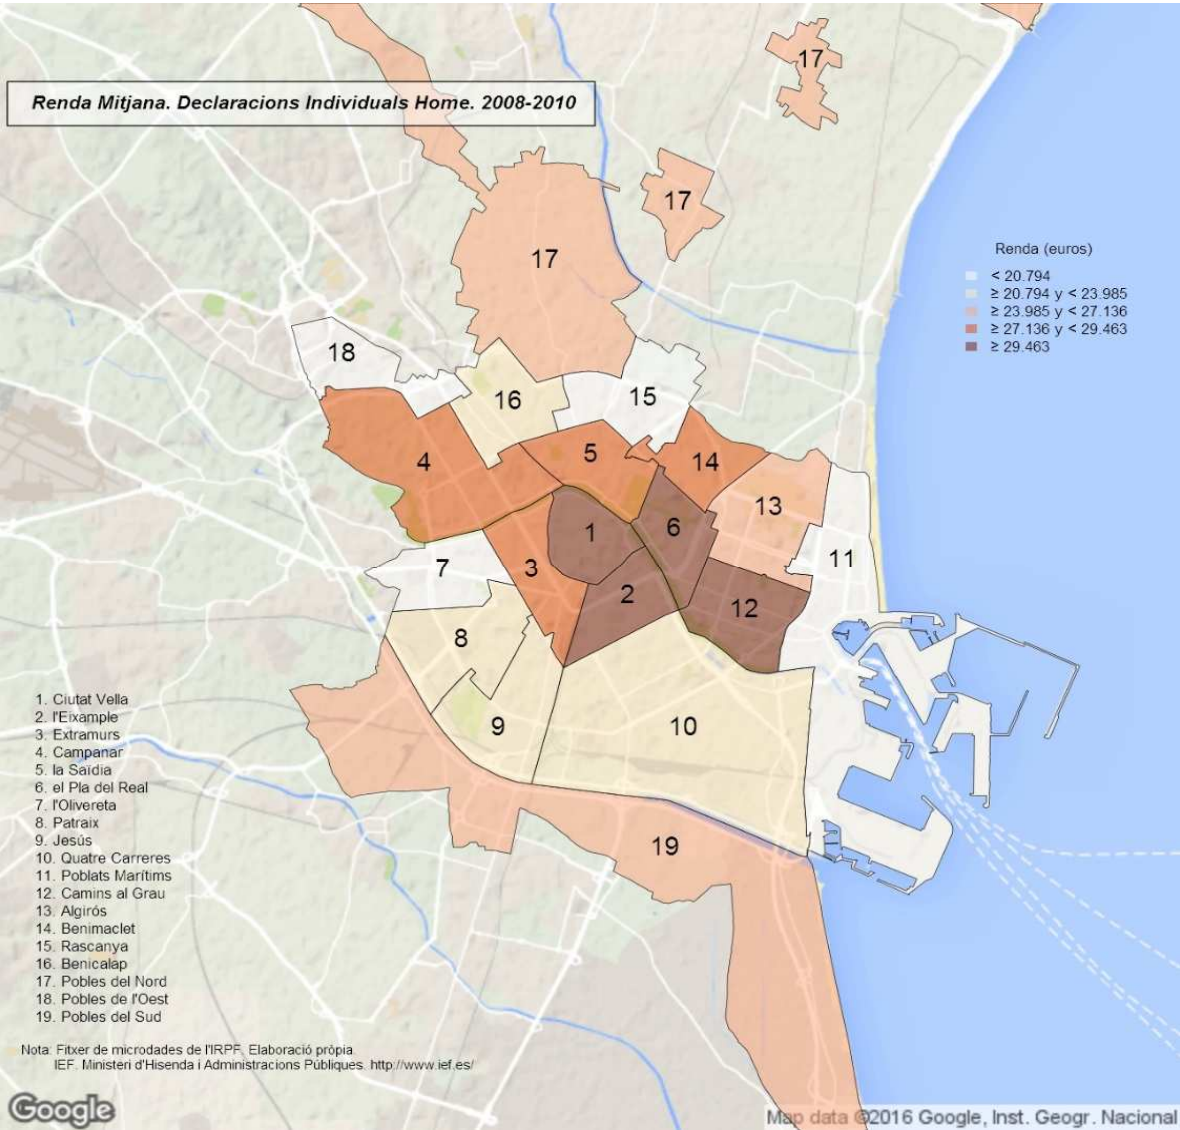 Renda Mitjana. Declaracions Individuals Home. 2008-2010
17
17
17
Renda (euros)
< 20.794
≥ 20.794 y < 23.985
≥ 23.985 y < 27.136
≥ 27.136 y < 29.463
≥ 29.463
18
16
15
4
5
14
13
1
6
11
7
3
2
12
8
9
10
19
1. Ciutat Vella
2. l'Eixample
3. Extramurs
4. Campanar
5. la Saïdia
6. el Pla del Real
7. l'Olivereta
8. Patraix
9. Jesús
10. Quatre Carreres
11. Poblats Marítims
12. Camins al Grau
13. Algirós
14. Benimaclet
15. Rascanya
16. Benicalap
17. Pobles del Nord
18. Pobles de l'Oest
19. Pobles del Sud
Nota: Fitxer de microdades de l'IRPF. Elaboració pròpia.
IEF. Ministeri d'Hisenda i Administracions Públiques. http://www.ief.es/
Google
Map data ©2016 Google, Inst. Geogr. Nacional